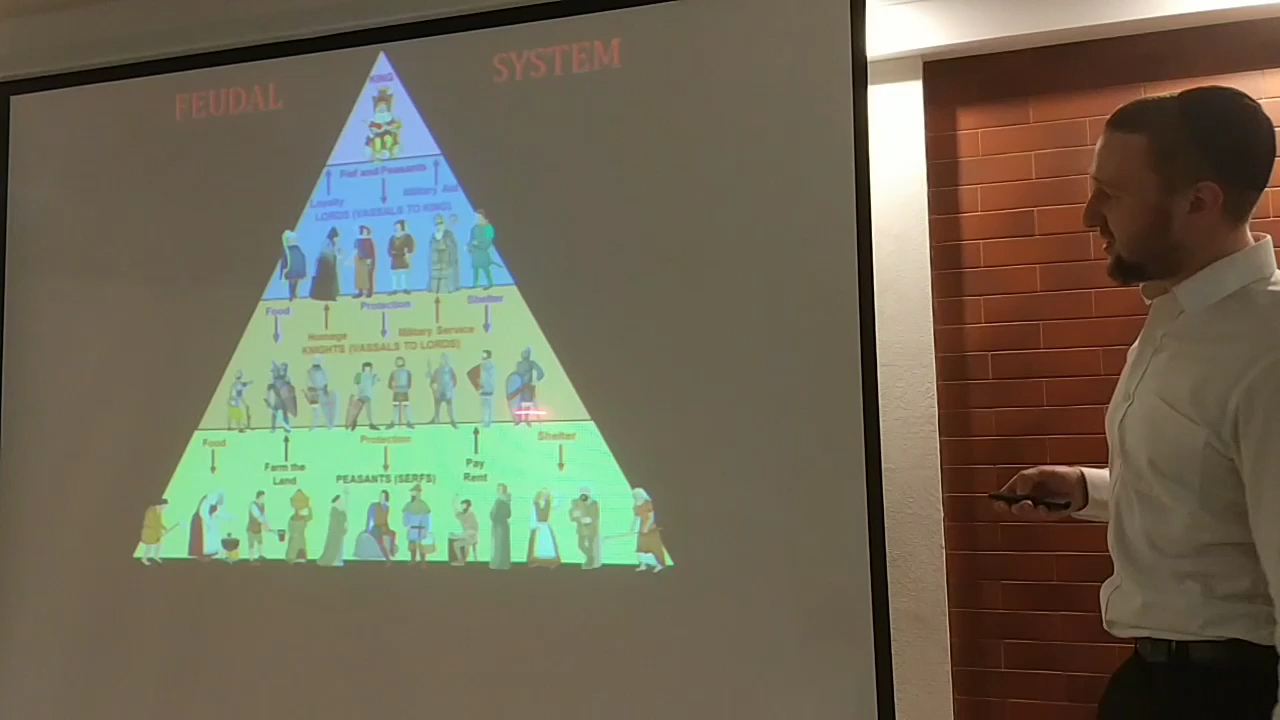 FEUDAL SYSTEM
KING
Fief and Peasants
Loyalty
Military Aid
LORDS (VASSALS TO KING)
Food
Protection
Shelter
Homage
Military Service
KNIGHTS (VASSALS TO LORDS)
Food
Protection
Shelter
Farm the
Land
PEASANTS (SERFS)
Pay
Rent